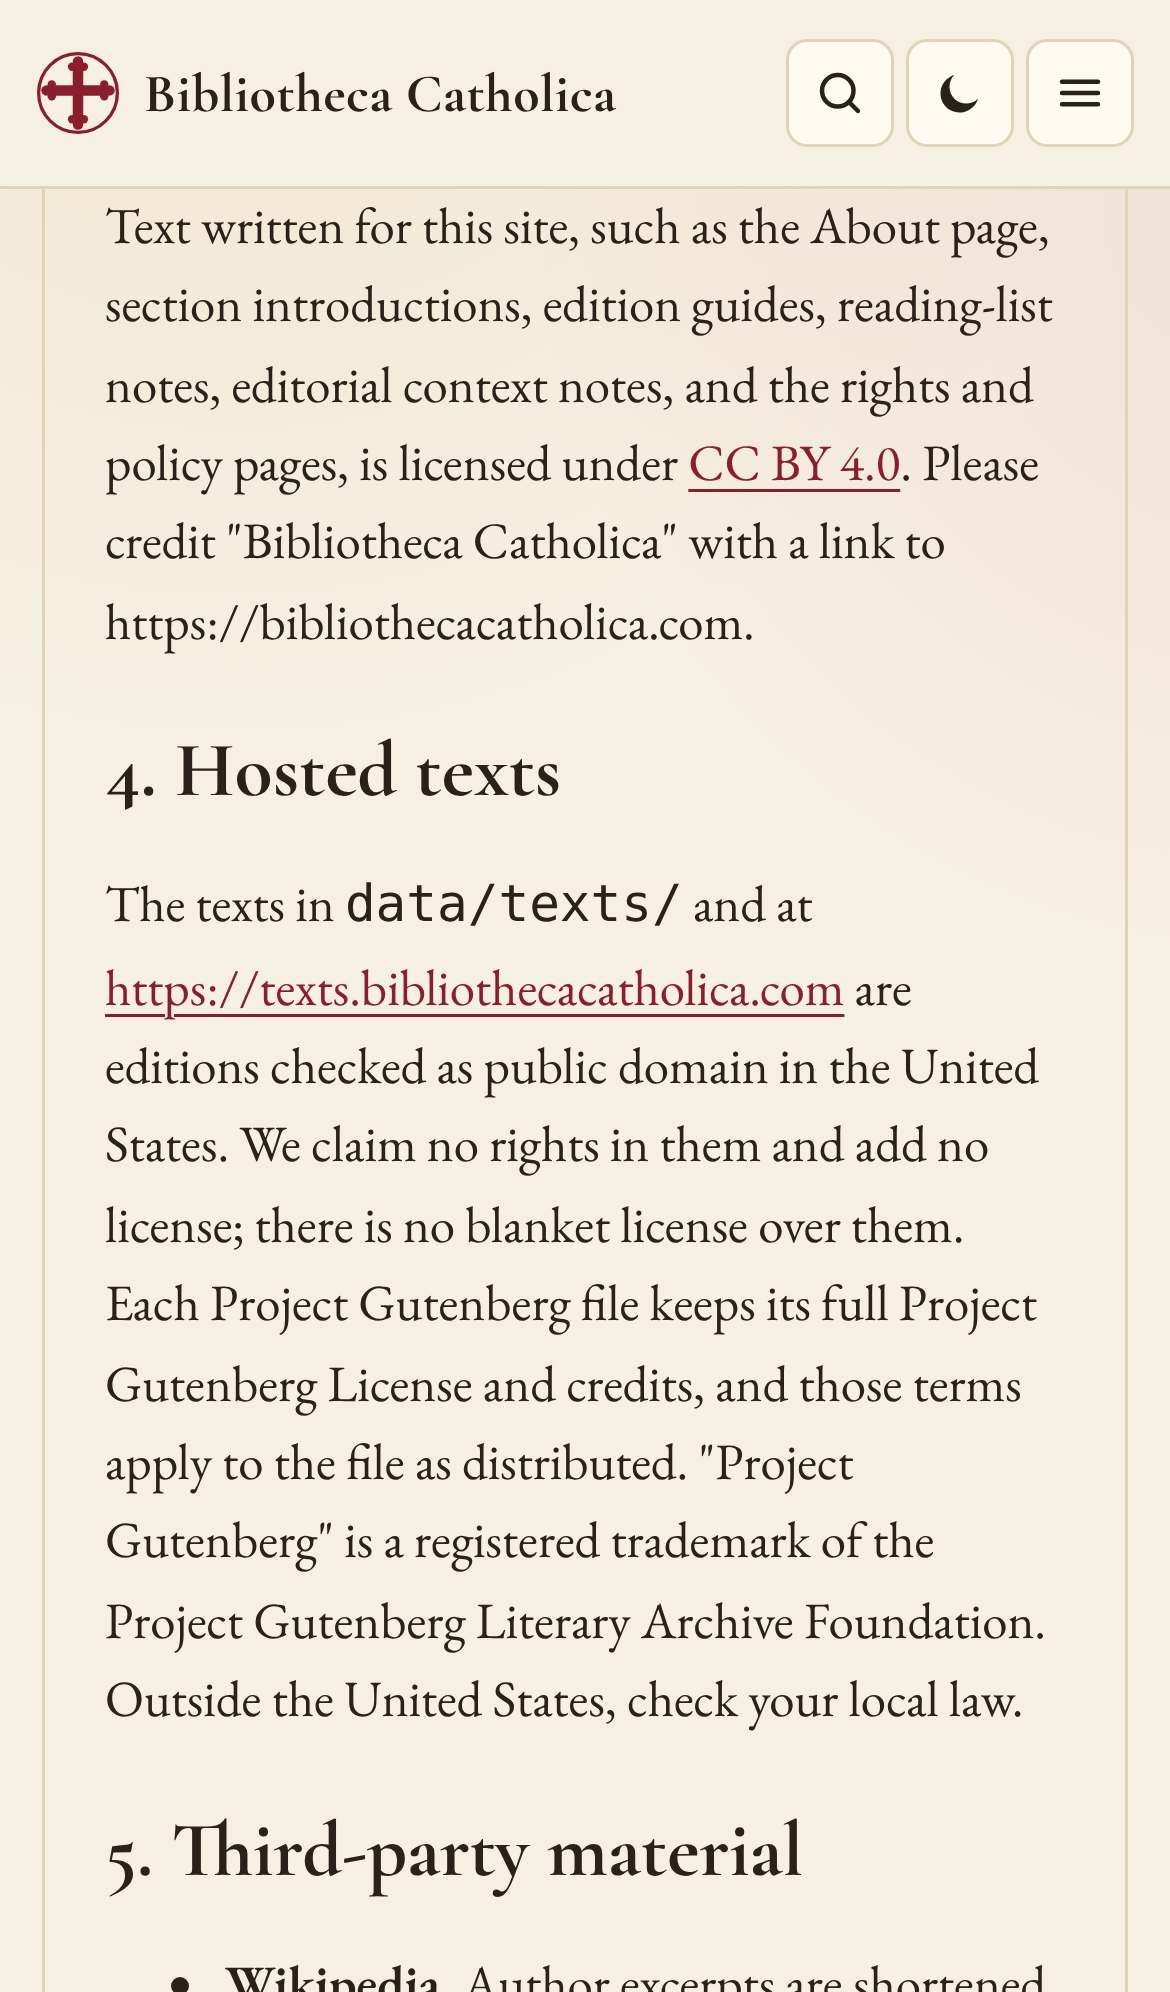 Bibliotheca Catholica
Text written for this site, such as the About page,
section introductions, edition guides, reading-list
notes, editorial context notes, and the rights and
policy pages, is licensed under CC BY 4.0. Please
credit "Bibliotheca Catholica" with a link to
https://bibliothecacatholica.com.
4. Hosted texts
The texts in data/texts/ and at
https://texts.bibliothecacatholica.com are
editions checked as public domain in the United
States. We claim no rights in them and add no
license; there is no blanket license over them.
Each Project Gutenberg file keeps its full Project
Gutenberg License and credits, and those terms
apply to the file as distributed. "Project
Gutenberg" is a registered trademark of the
Project Gutenberg Literary Archive Foundation.
Outside the United States, check your local law.
5. Third-party material
• Wikipedia. Author excerpts are shortened